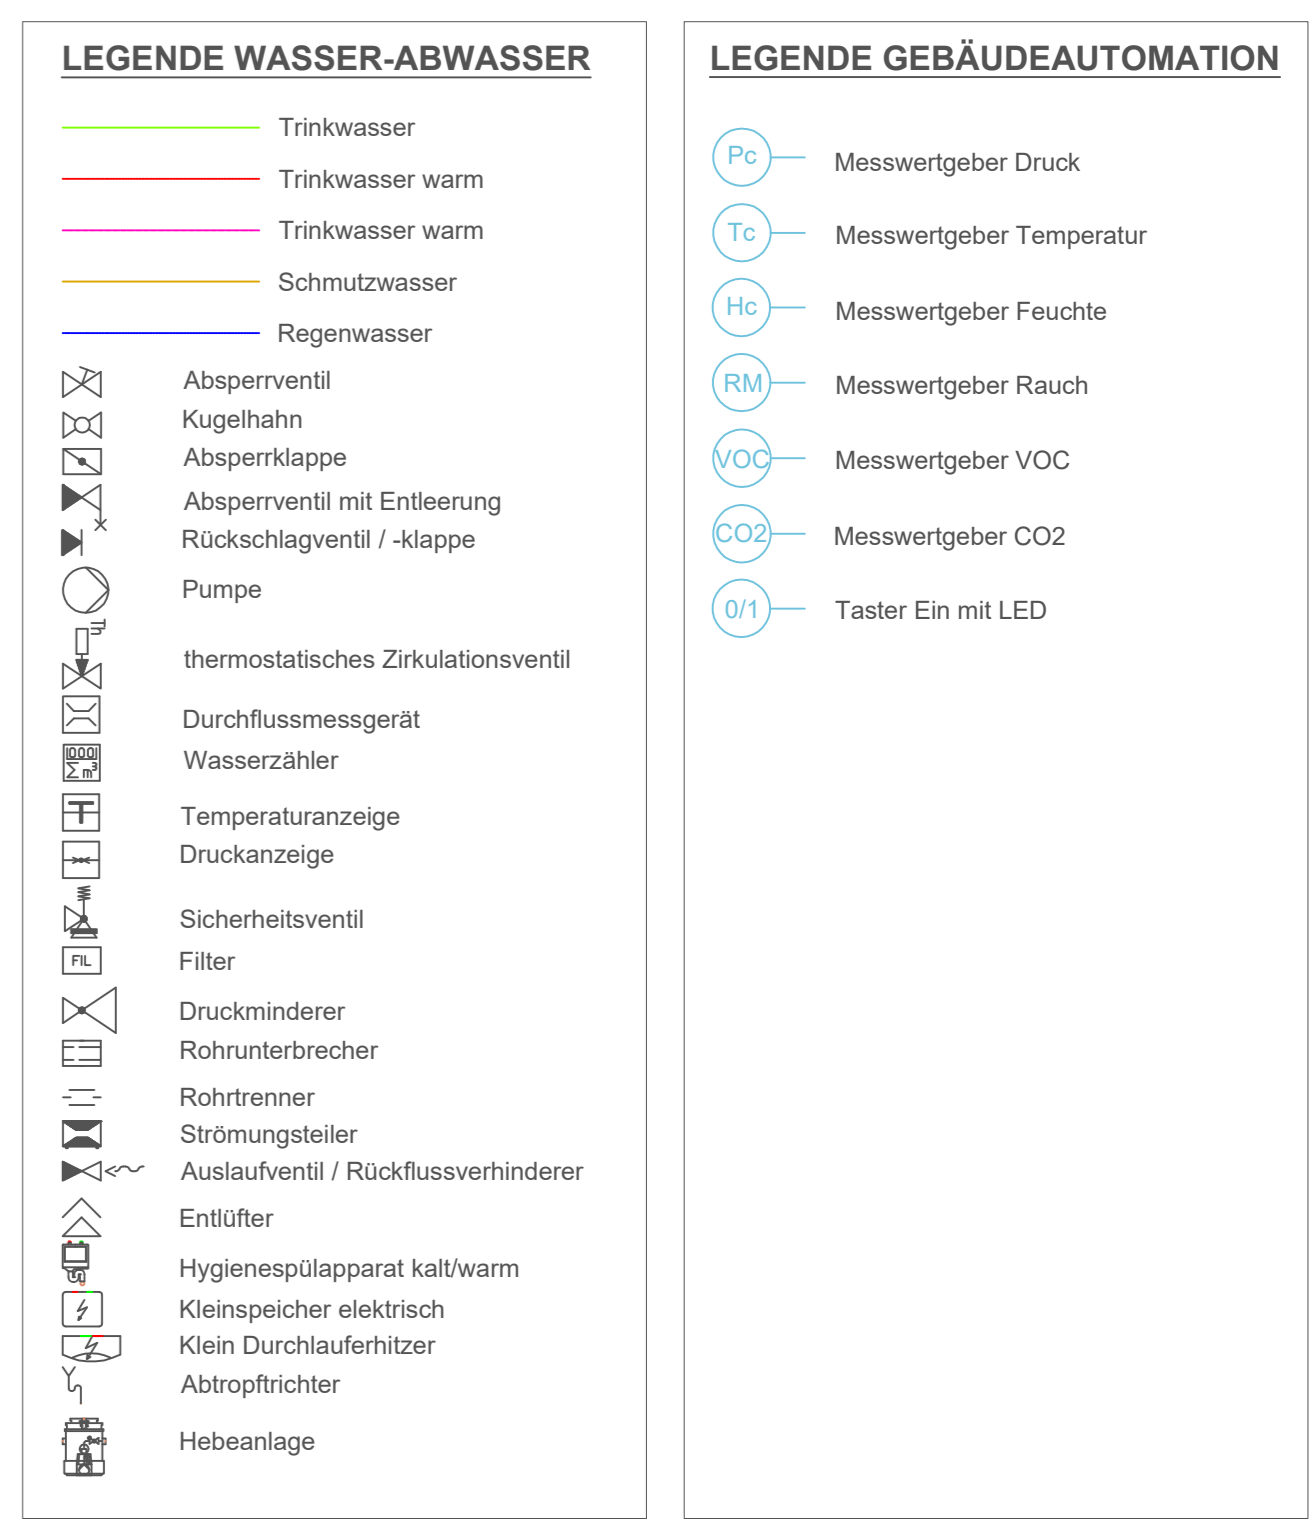 LEGENDE WASSER-ABWASSER
Trinkwasser
Trinkwasser warm
Trinkwasser warm
Schmutzwasser
Regenwasser
Absperrventil
Kugelhahn
Absperrklappe
Absperrventil mit Entleerung
Rückschlagventil / -klappe
Pumpe
Th
thermostatisches Zirkulationsventil
Durchflussmessgerät
000
Σ m³
Wasserzähler
T
Temperaturanzeige
Druckanzeige
Sicherheitsventil
FIL Filter
Druckminderer
Rohrunterbrecher
Rohrtrenner
Strömungsteiler
Auslaufventil / Rückflussverhinderer
Entlüfter
Hygienespülapparat kalt/warm
Kleinspeicher elektrisch
Klein Durchlauferhitzer
Abtropftrichter
Hebeanlage
LEGENDE GEBÄUDEAUTOMATION
Pc Messwertgeber Druck
Tc Messwertgeber Temperatur
Hc Messwertgeber Feuchte
RM Messwertgeber Rauch
VOC Messwertgeber VOC
CO2 Messwertgeber CO2
0/1 Taster Ein mit LED